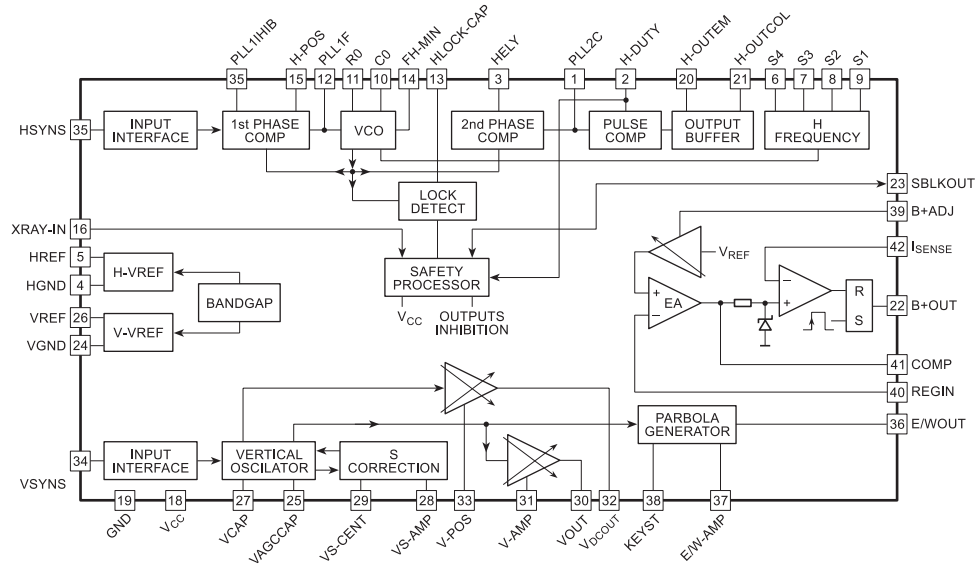 PLL1IHIB
H-POS
PLL1F
R0
C0
FH-MIN
HLOCK-CAP
HELY
PLL2C
H-DUTY
H-OUTEM
H-OUTCOL
S4
S3
S2
S1
35
15
12
11
10
14
13
3
1
2
20
21
6
7
8
9
HSYNS
35
INPUT
INTERFACE
1st PHASE
COMP
VCO
2nd PHASE
COMP
PULSE
COMP
OUTPUT
BUFFER
H
FREQUENCY
LOCK
DETECT
23
SBLKOUT
39
B+ADJ
XRAY-IN
16
HREF
5
HGND
4
H-VREF
BANDGAP
VREF
26
VGND
24
V-VREF
SAFETY
PROCESSOR
VCC
OUTPUTS
INHIBITION
VREF
42
ISENSE
+
−
EA
−
+
R
S
22
B+OUT
41
COMP
40
REGIN
PARBOLA
GENERATOR
36
E/WOUT
34
VSYNS
INPUT
INTERFACE
VERTICAL
OSCILATOR
S
CORRECTION
19
18
27
25
29
28
33
31
30
32
38
37
GND
VCC
VCAP
VAGCCAP
VS-CENT
VS-AMP
V-POS
V-AMP
VOUT
VDCOUT
KEYST
E/W-AMP